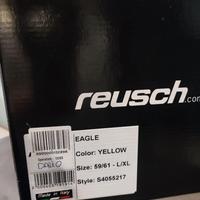 reusch.com
EAGLE
Color: YELLOW
Size: 59/61 - L/XL
Style: S4055217
made in Italy